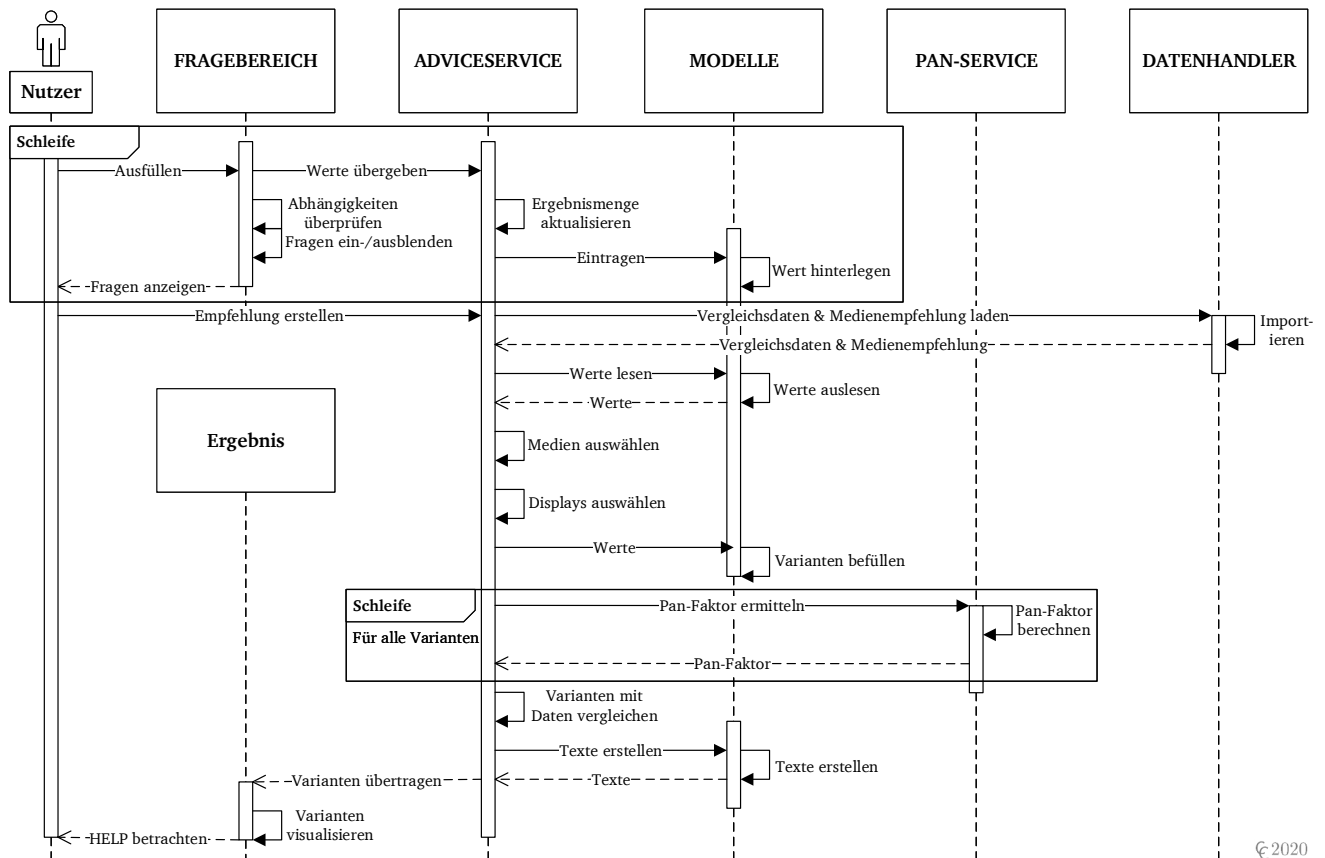 Nutzer
FRAGEBEREICH
ADVICESERVICE
MODELLE
PAN-SERVICE
DATENHANDLER
Schleife
Ausfüllen
Werte übergeben
Abhängigkeiten
überprüfen
Fragen ein-/ausblenden
Ergebnismenge
aktualisieren
Eintragen
Wert hinterlegen
Fragen anzeigen
Empfehlung erstellen
Vergleichsdaten & Medienempfehlung laden
Import-
ieren
Vergleichsdaten & Medienempfehlung
Werte lesen
Werte auslesen
Werte
Ergebnis
Medien auswählen
Displays auswählen
Werte
Varianten befüllen
Schleife
Für alle Varianten
Pan-Faktor ermitteln
Pan-Faktor
berechnen
Pan-Faktor
Varianten mit
Daten vergleichen
Texte erstellen
Texte erstellen
Varianten übertragen
Texte
Varianten
visualisieren
HELP betrachten
2020